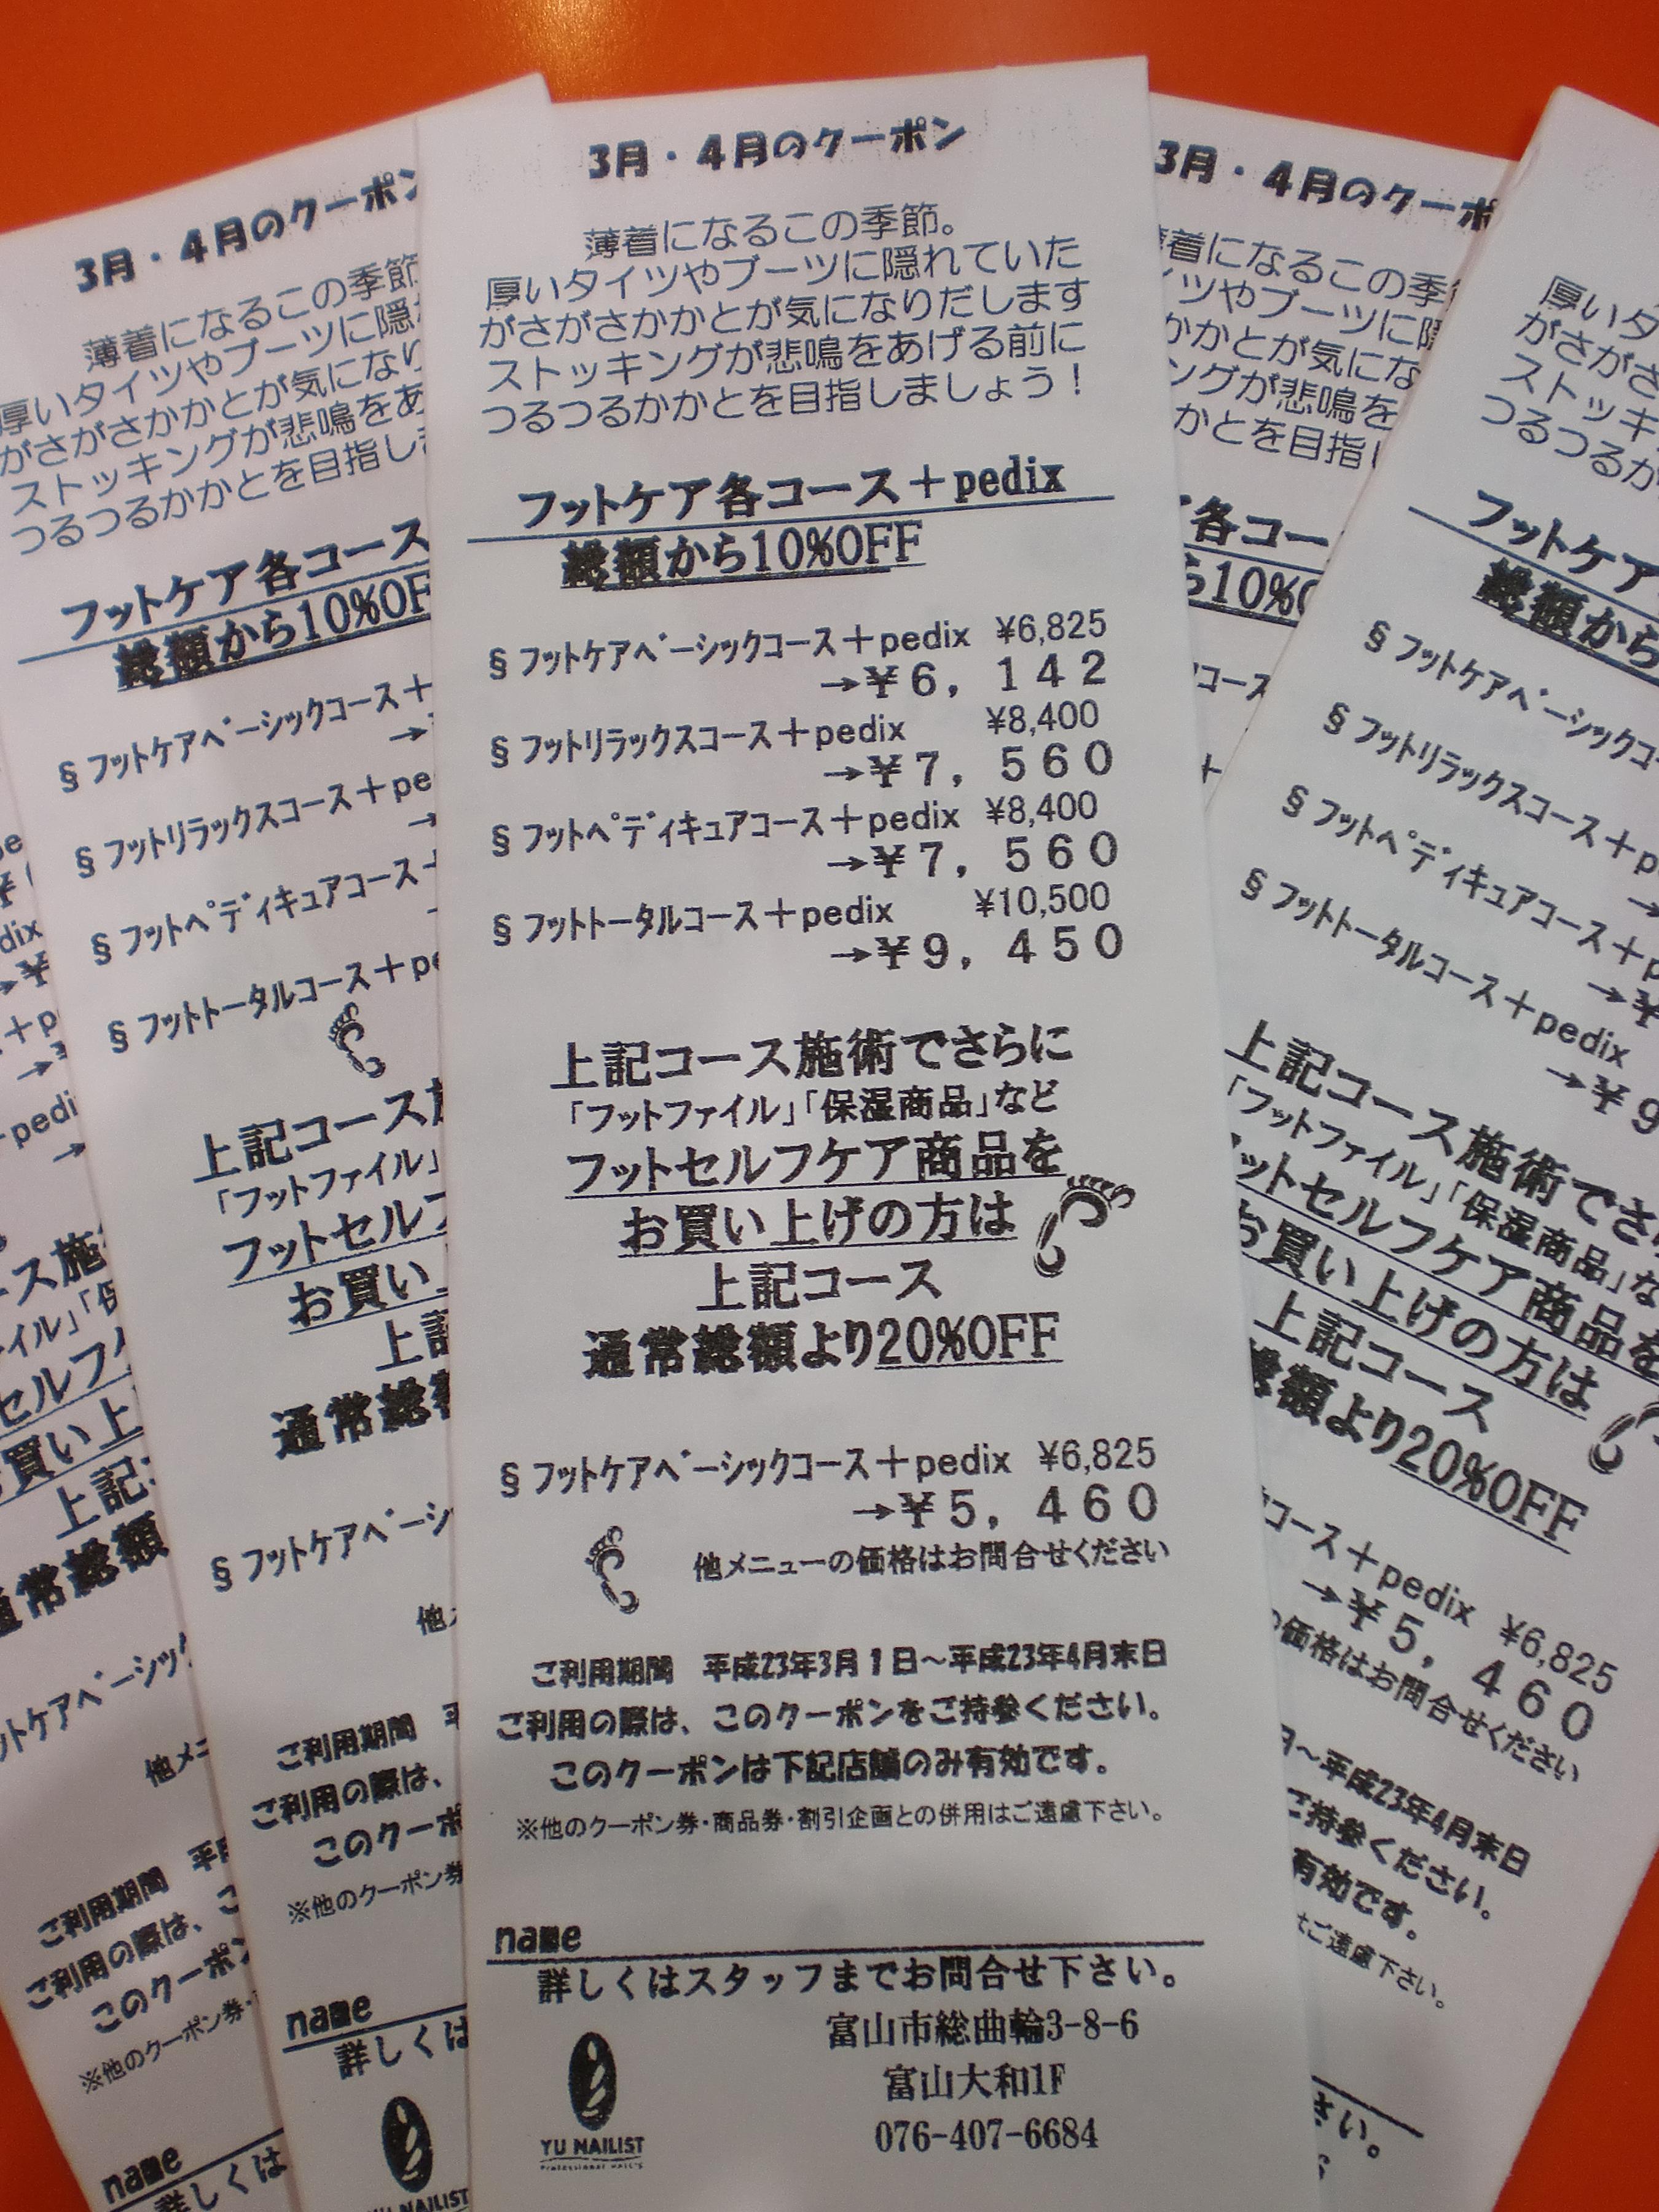 3月・4月のクーポン
薄着になるこの季節。
厚いタイツやブーツに隠れていた
がさがさかかとが気になりだします
ストッキングが悲鳴をあげる前に
つるつるかかとを目指しましょう!
フットケア各コース+pedix
総額から10%OFF
§フットケアベーシックコース+pedix ¥6,825
→¥6,142
§フットリラックスコース+pedix ¥8,400
→¥7,560
§フットペディキュアコース+pedix ¥8,400
→¥7,560
§フットトータルコース+pedix ¥10,500
→¥9,450
上記コース施術でさらに
「フットファイル」「保湿商品」など
フットセルフケア商品を
お買い上げの方は
上記コース
通常総額より20%OFF
§フットケアベーシックコース+pedix ¥6,825
→¥5,460
他メニューの価格はお問合せください
ご利用期間 平成23年3月1日～平成23年4月末日
ご利用の際は、このクーポンをご持参ください。
このクーポンは下記店舗のみ有効です。
※他のクーポン券・商品券・割引企画との併用はご遠慮下さい。
name
詳しくはスタッフまでお問合せ下さい。
富山市総曲輪3-8-6
富山大和1F
076-407-6684
YU NAILIST
Professional NAIL'S